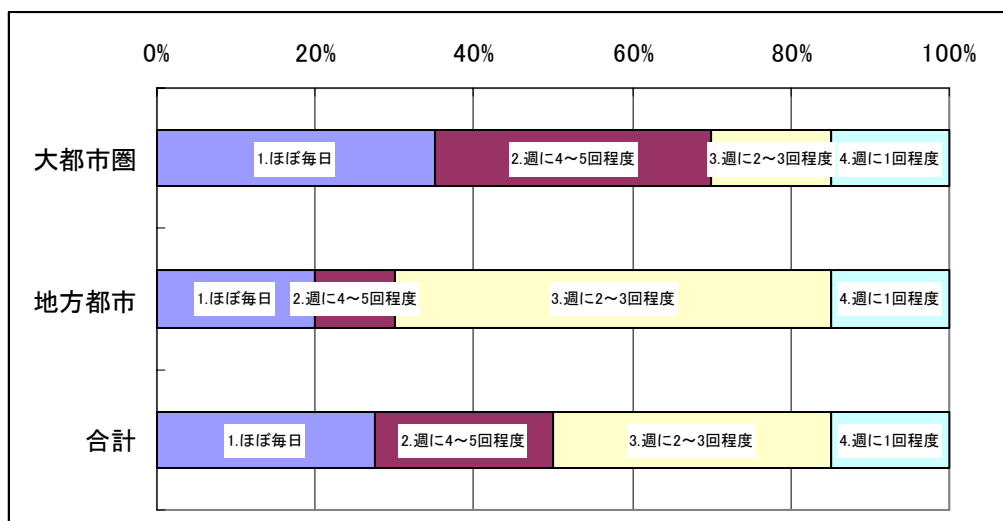 0% 20% 40% 60% 80% 100%
大都市圏 1.ほぼ毎日 2.週に4～5回程度 3.週に2～3回程度 4.週に1回程度
地方都市 1.ほぼ毎日 2.週に4～5回程度 3.週に2～3回程度 4.週に1回程度
合計 1.ほぼ毎日 2.週に4～5回程度 3.週に2～3回程度 4.週に1回程度